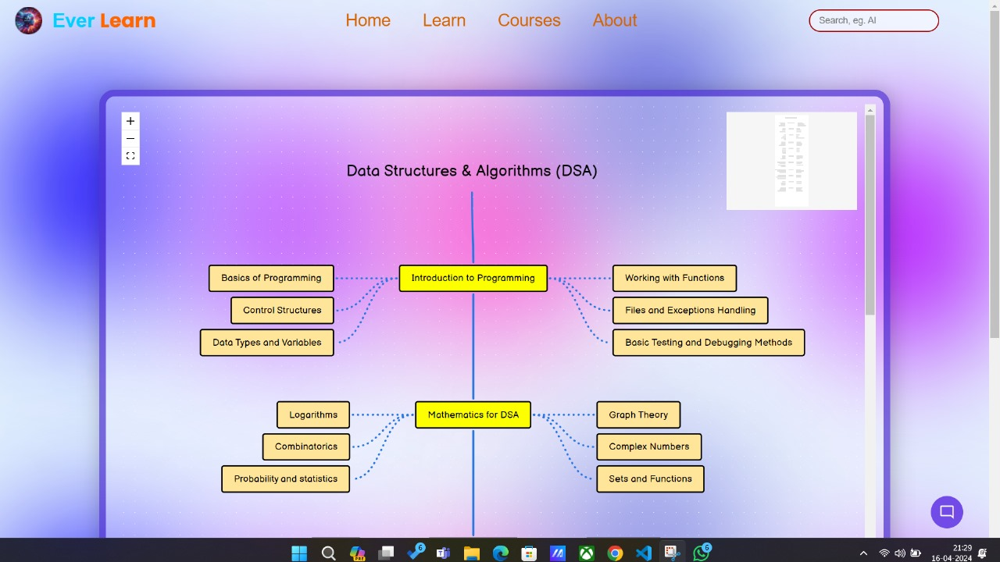 Ever Learn
Home Learn Courses About
Search, eg. AI
Data Structures & Algorithms (DSA)
Basics of Programming
Introduction to Programming
Working with Functions
Control Structures
Files and Exceptions Handling
Data Types and Variables
Basic Testing and Debugging Methods
Logarithms
Mathematics for DSA
Graph Theory
Combinatorics
Complex Numbers
Probability and statistics
Sets and Functions
PRE
6
6
21:29
16-04-2024